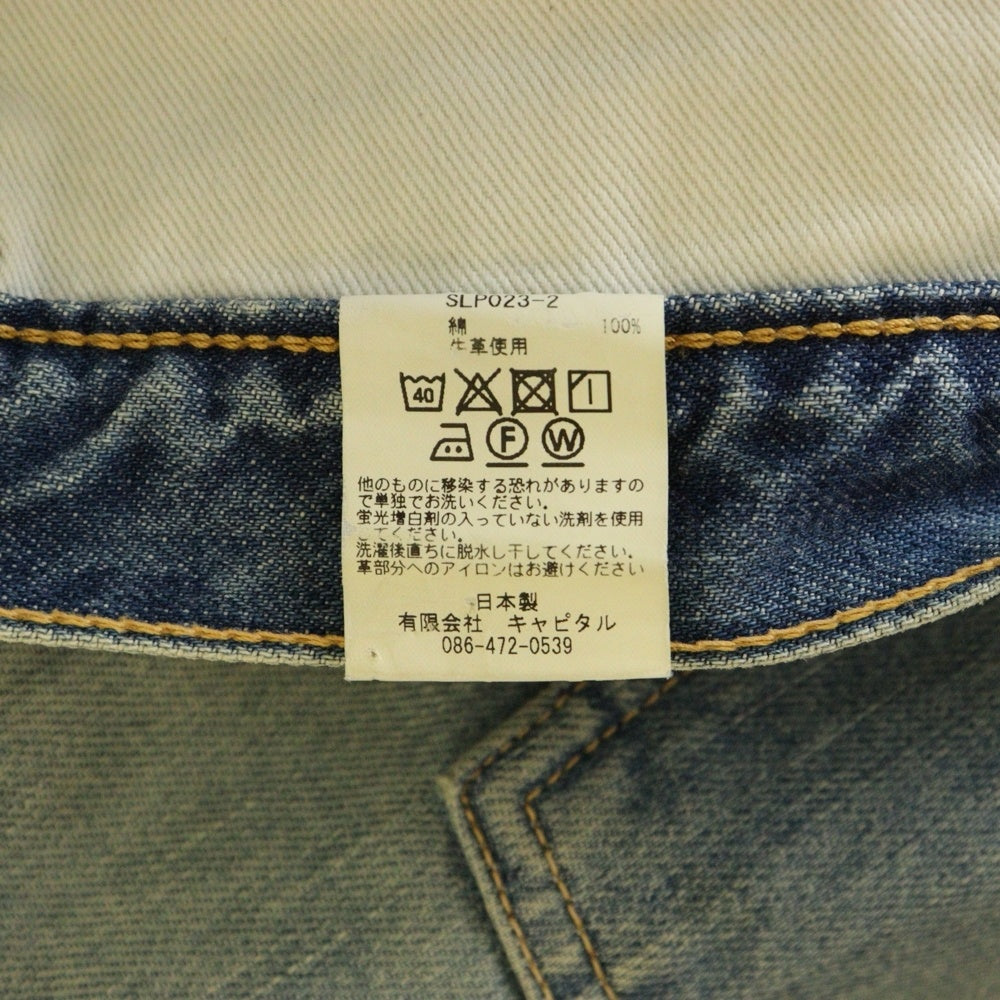 SLP023-2
綿 100%
牛革使用
40
F W
他のものに移染する恐れがありますの
で単独でお洗いください。
蛍光増白剤の入っていない洗剤を使用
してください。
洗濯後直ちに脱水し干してください。
革部分へのアイロンはお避けください
日本製
有限会社 キャピタル
086-472-0539